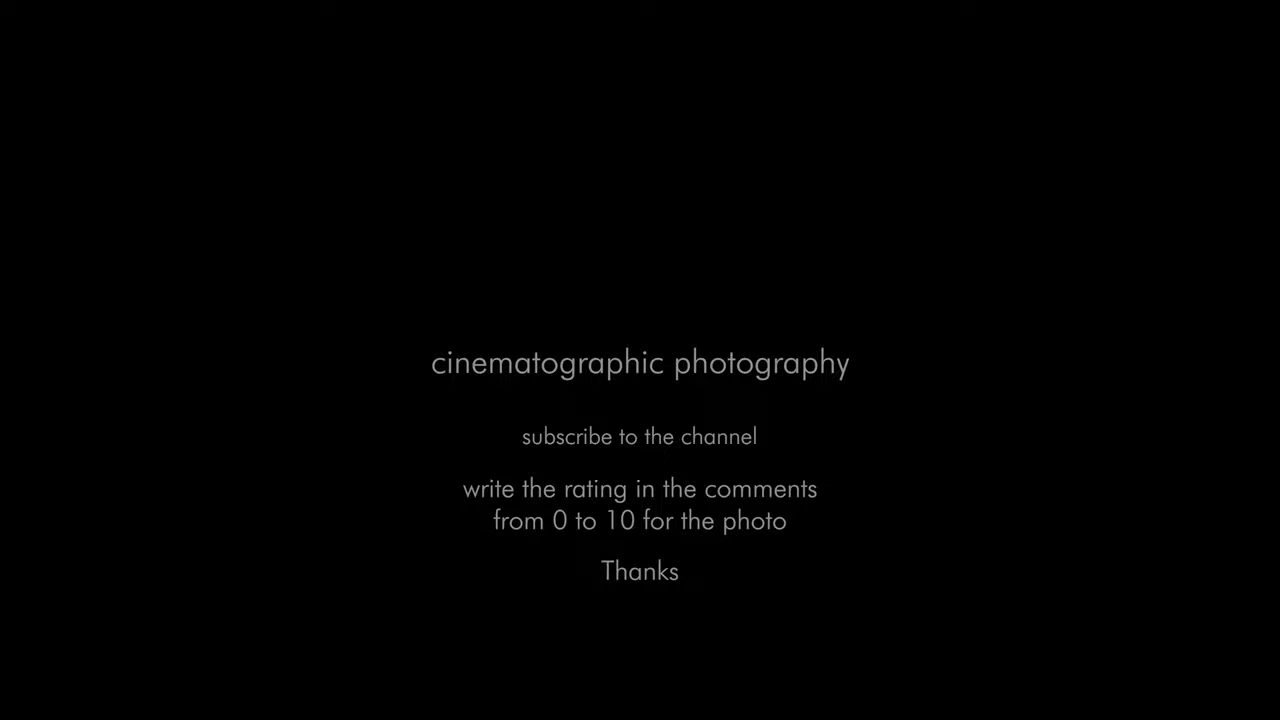 cinematographic photography
subscribe to the channel
write the rating in the comments
from 0 to 10 for the photo
Thanks